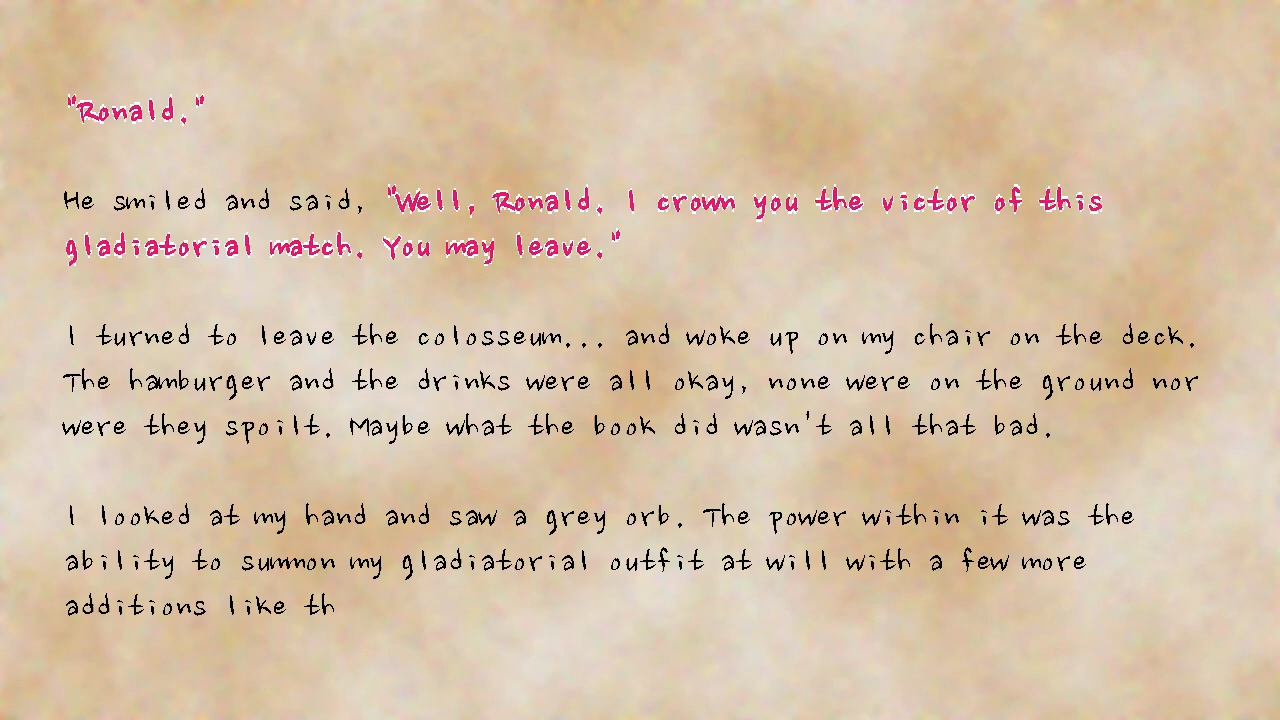 "Ronald."
He smiled and said, "Well, Ronald. I crown you the victor of this
gladiatorial match. You may leave."
I turned to leave the colosseum... and woke up on my chair on the deck.
The hamburger and the drinks were all okay, none were on the ground nor
were they spoilt. Maybe what the book did wasn't all that bad.
I looked at my hand and saw a grey orb. The power within it was the
ability to summon my gladiatorial outfit at will with a few more
additions like th